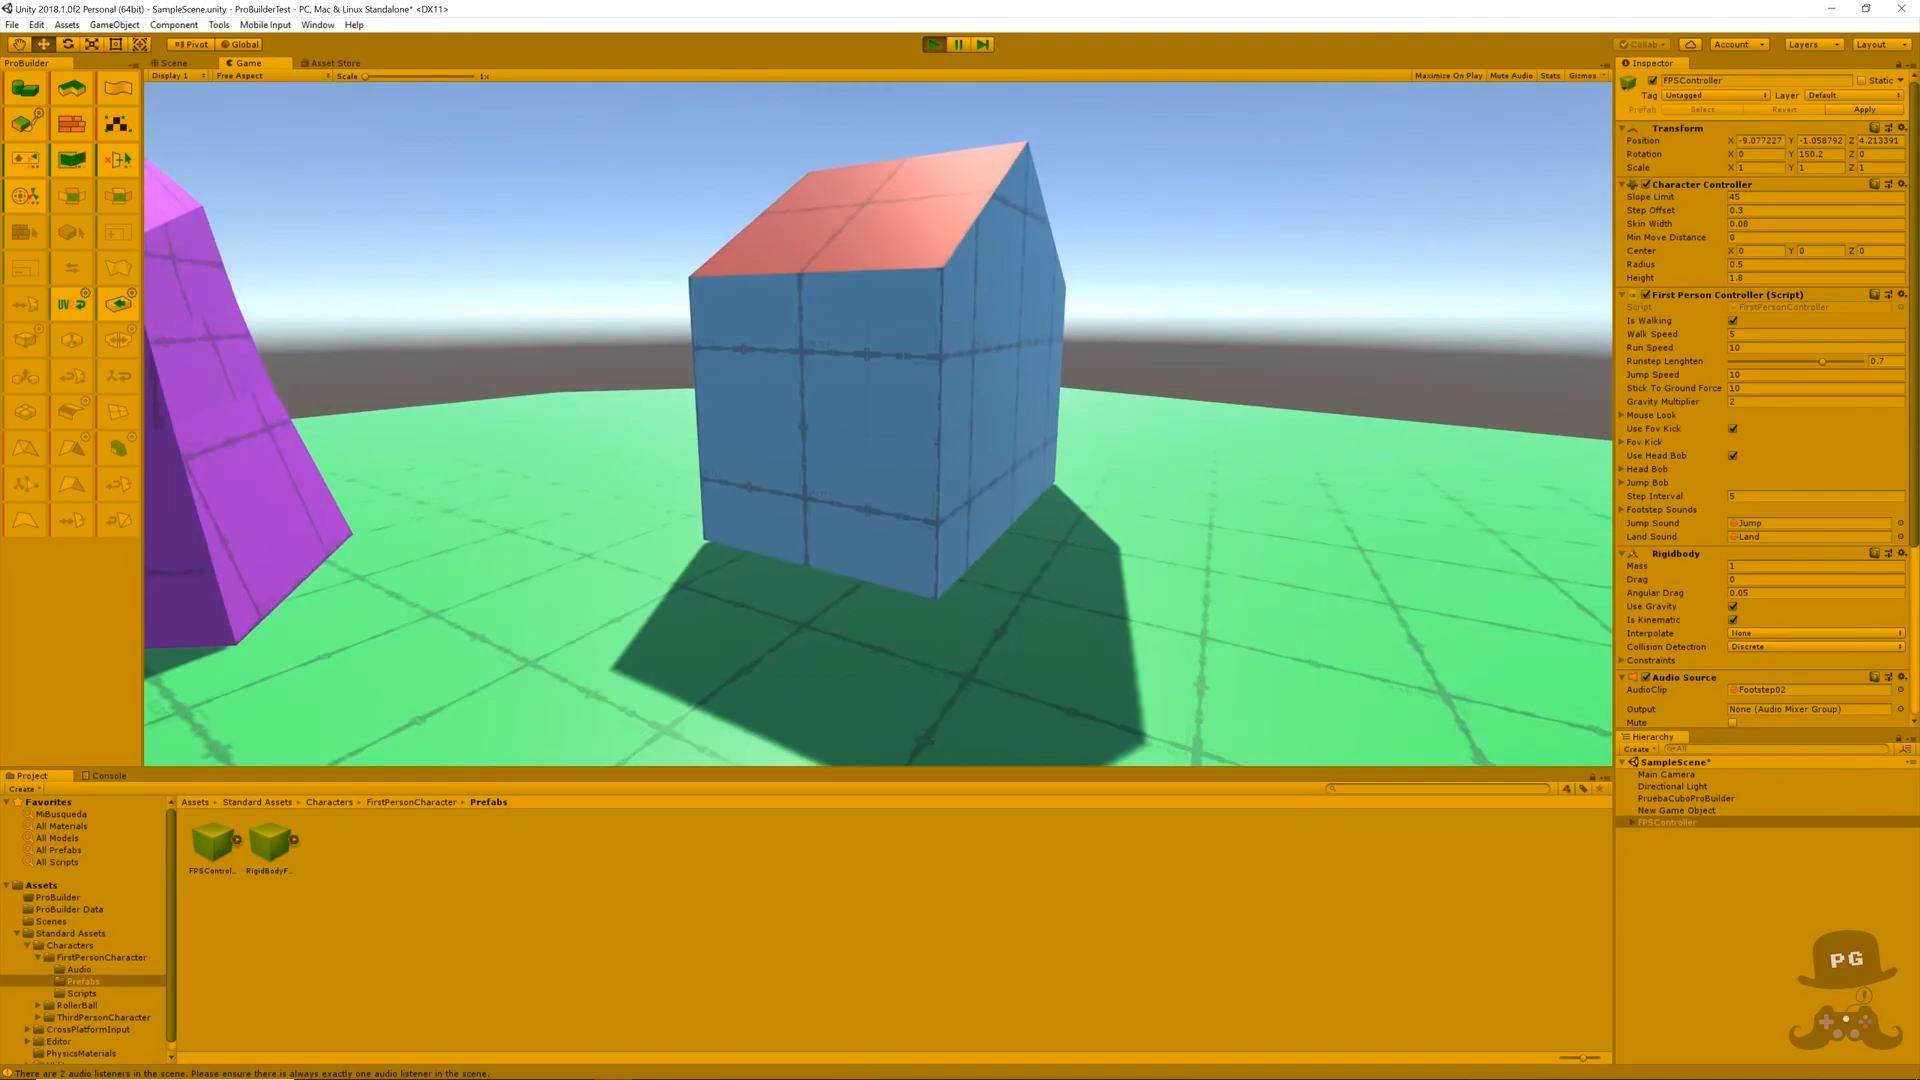 Unity 2018.1.0f2 Personal (64bit) - SampleScene.unity - ProBuilderTest - PC, Mac & Linux Standalone* <DX11>
File Edit Assets GameObject Component Tools Mobile Input Window Help
Pivot Global Collab Account Layers Layout
ProBuilder Scene Game Asset Store
Display 1 Free Aspect Scale 1x Maximize On Play Mute Audio Stats Gizmos
UV
Inspector
FPSController Static
Tag Untagged Layer Default
Prefab Select Revert Apply
Transform
Position X -9.077227 Y -1.058792 Z 4.213391
Rotation X 0 Y 150.2 Z 0
Scale X 1 Y 1 Z 1
Character Controller
Slope Limit 45
Step Offset 0.3
Skin Width 0.08
Min Move Distance 0
Center X 0 Y 0 Z 0
Radius 0.5
Height 1.8
First Person Controller (Script)
Script FirstPersonController
Is Walking
Walk Speed 5
Run Speed 10
Runstep Lenghten 0.7
Jump Speed 10
Stick To Ground Force 10
Gravity Multiplier 2
Mouse Look
Use Fov Kick
Fov Kick
Use Head Bob
Head Bob
Jump Bob
Step Interval 5
Footstep Sounds
Jump Sound Jump
Land Sound Land
Rigidbody
Mass 1
Drag 0
Angular Drag 0.05
Use Gravity
Is Kinematic
Interpolate None
Collision Detection Discrete
Constraints
Audio Source
AudioClip Footstep02
Output None (Audio Mixer Group)
Mute
Hierarchy
Create All
SampleScene*
Main Camera
Directional Light
PruebaCuboProBuilder
New Game Object
FPSController
Project Console
Create
Favorites
MiBusqueda
All Materials
All Models
All Prefabs
All Scripts
Assets
ProBuilder
ProBuilder Data
Scenes
Standard Assets
Characters
FirstPersonCharacter
Audio
Prefabs
Scripts
RollerBall
ThirdPersonCharacter
CrossPlatformInput
Editor
PhysicsMaterials
Assets Standard Assets Characters FirstPersonCharacter Prefabs
FPSControl... RigidBodyF...
PG
There are 2 audio listeners in the scene. Please ensure there is always exactly one audio listener in the scene.